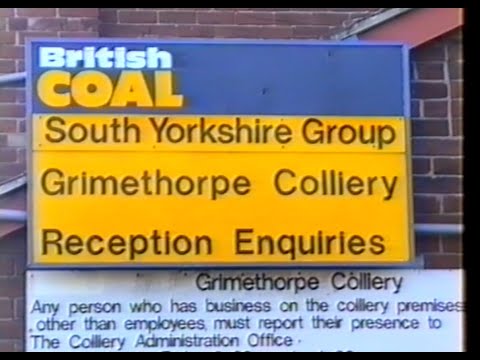 British
COAL
South Yorkshire Group
Grimethorpe Colliery
Reception Enquiries
Grimethorpe Colliery
Any person who has business on the colliery premises
other than employees, must report their presence to
The Colliery Administration Office